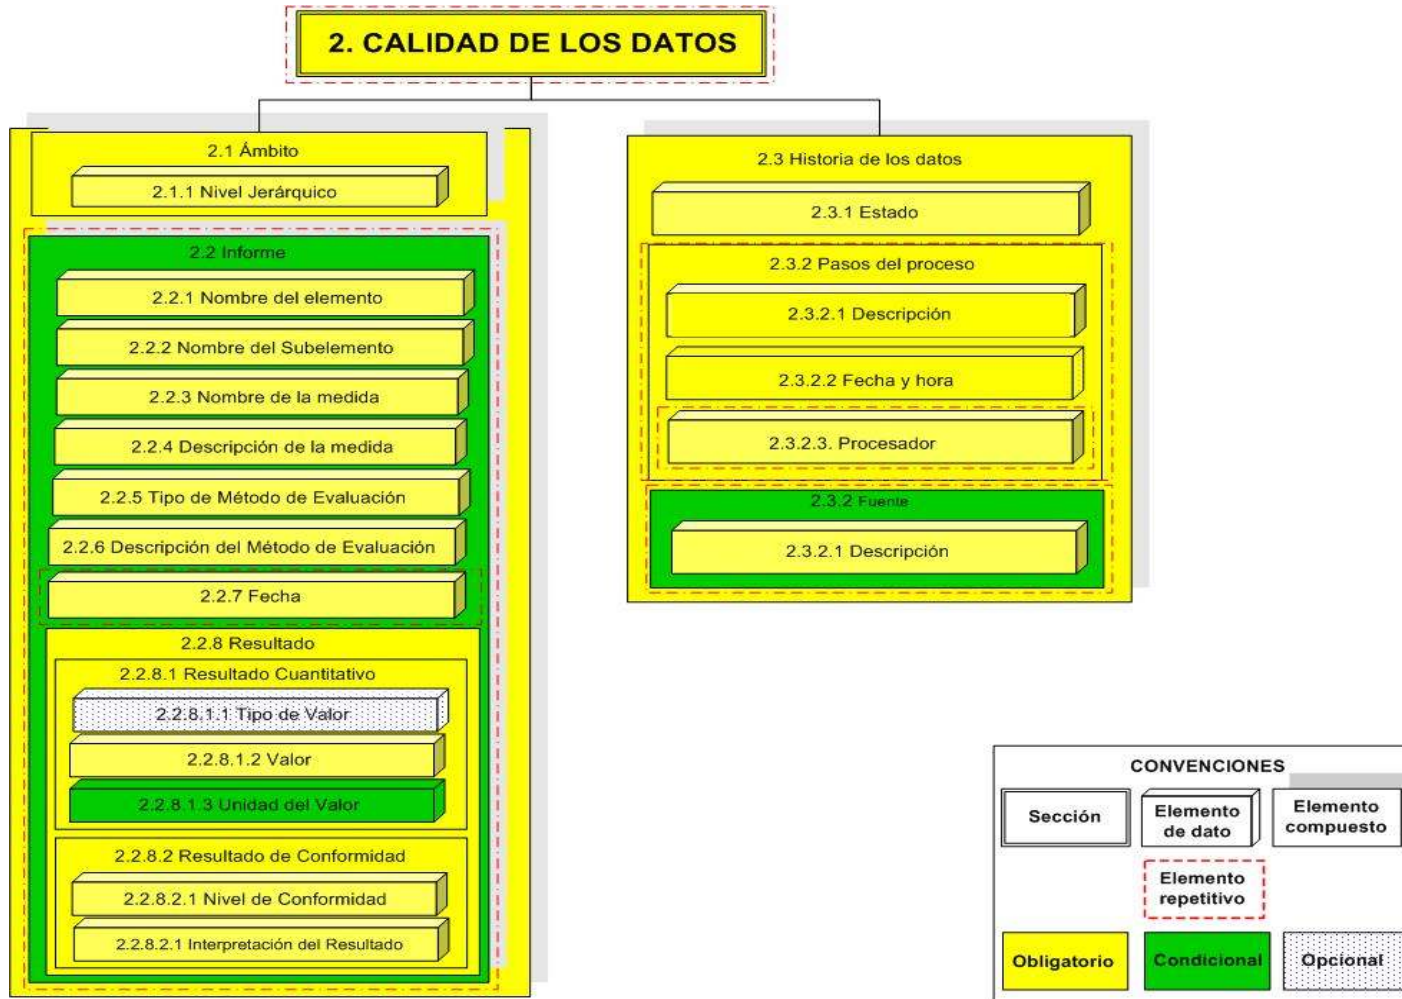 2. CALIDAD DE LOS DATOS
2.1 Ámbito
2.1.1 Nivel Jerárquico
2.2 Informe
2.2.1 Nombre del elemento
2.2.2 Nombre del Subelemento
2.2.3 Nombre de la medida
2.2.4 Descripción de la medida
2.2.5 Tipo de Método de Evaluación
2.2.6 Descripción del Método de Evaluación
2.2.7 Fecha
2.2.8 Resultado
2.2.8.1 Resultado Cuantitativo
2.2.8.1.1 Tipo de Valor
2.2.8.1.2 Valor
2.2.8.1.3 Unidad del Valor
2.2.8.2 Resultado de Conformidad
2.2.8.2.1 Nivel de Conformidad
2.2.8.2.1 Interpretación del Resultado
2.3 Historia de los datos
2.3.1 Estado
2.3.2 Pasos del proceso
2.3.2.1 Descripción
2.3.2.2 Fecha y hora
2.3.2.3. Procesador
2.3.2 Fuente
2.3.2.1 Descripción
CONVENCIONES
Sección
Elemento
de dato
Elemento
compuesto
Elemento
repetitivo
Obligatorio
Condicional
Opcional